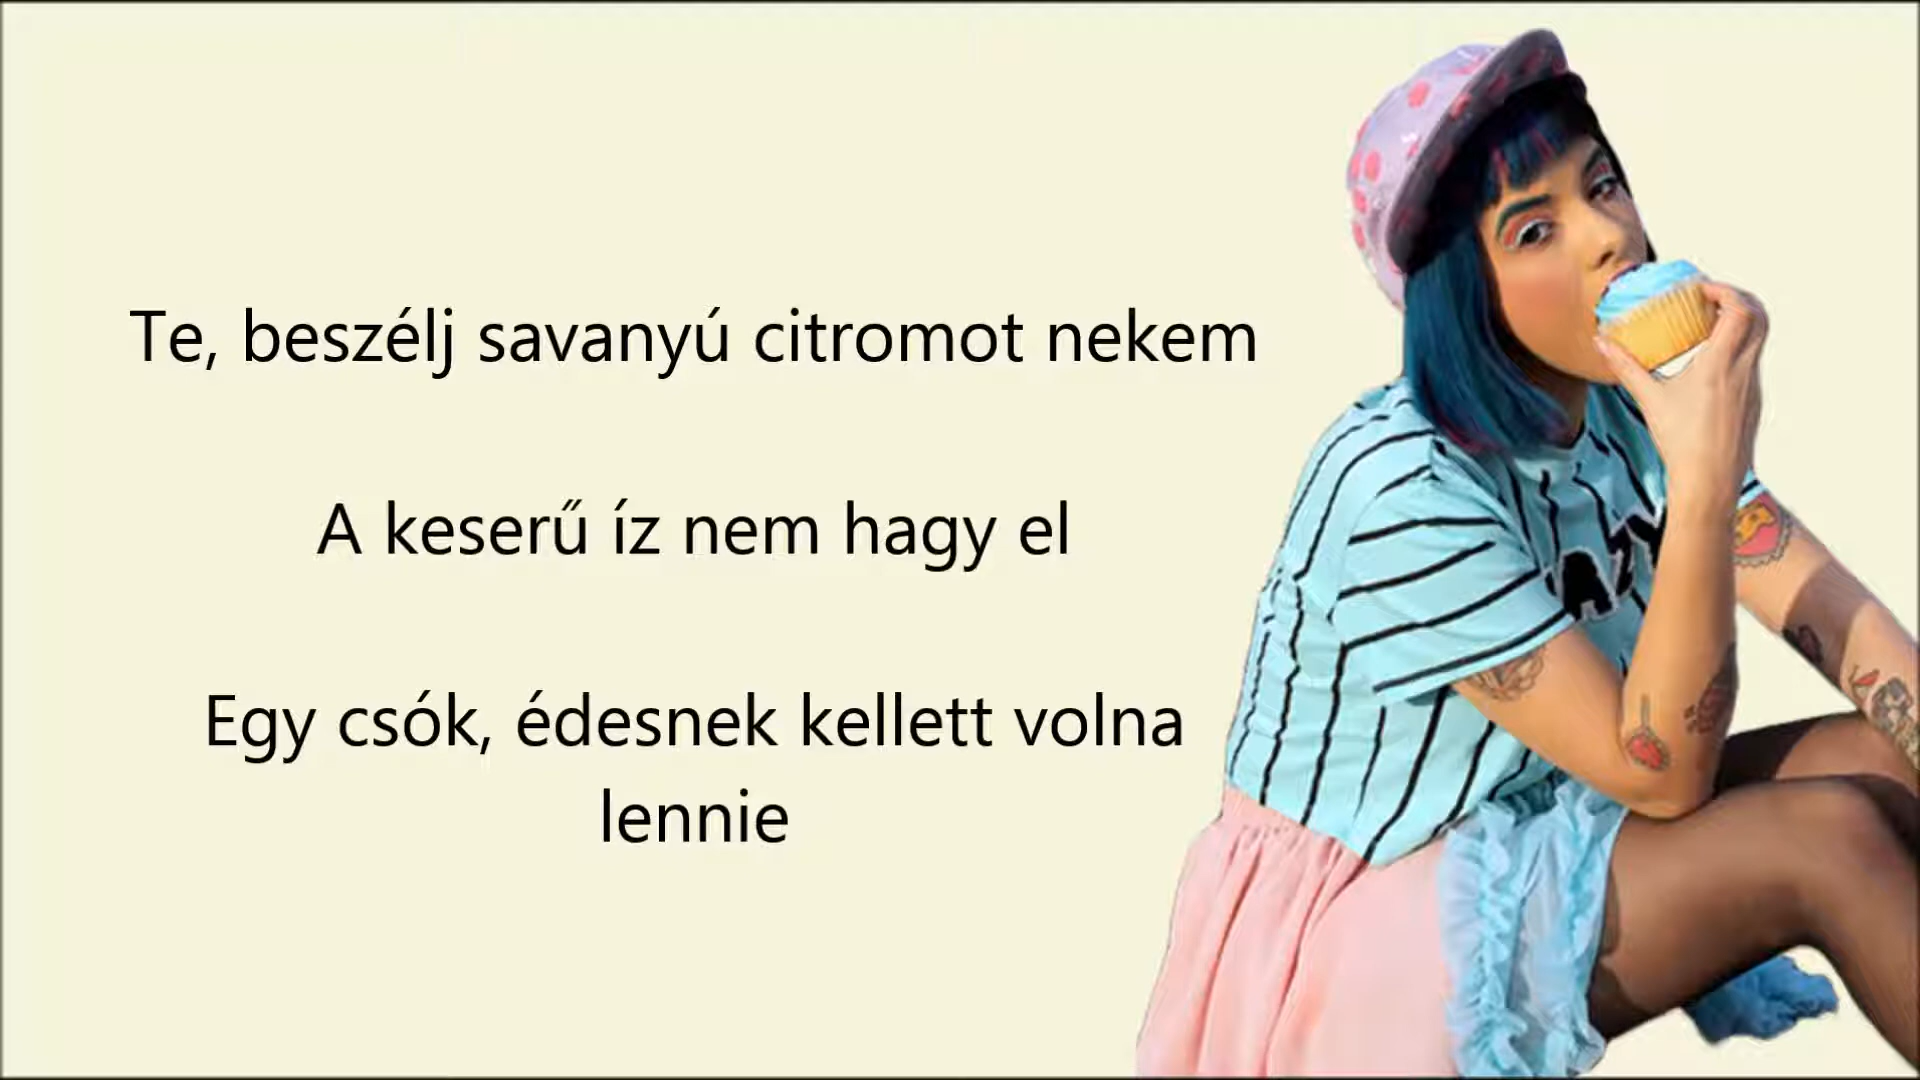 Te, beszélj savanyú citromot nekem
A keserű íz nem hagy el
Egy csók, édesnek kellett volna
lennie